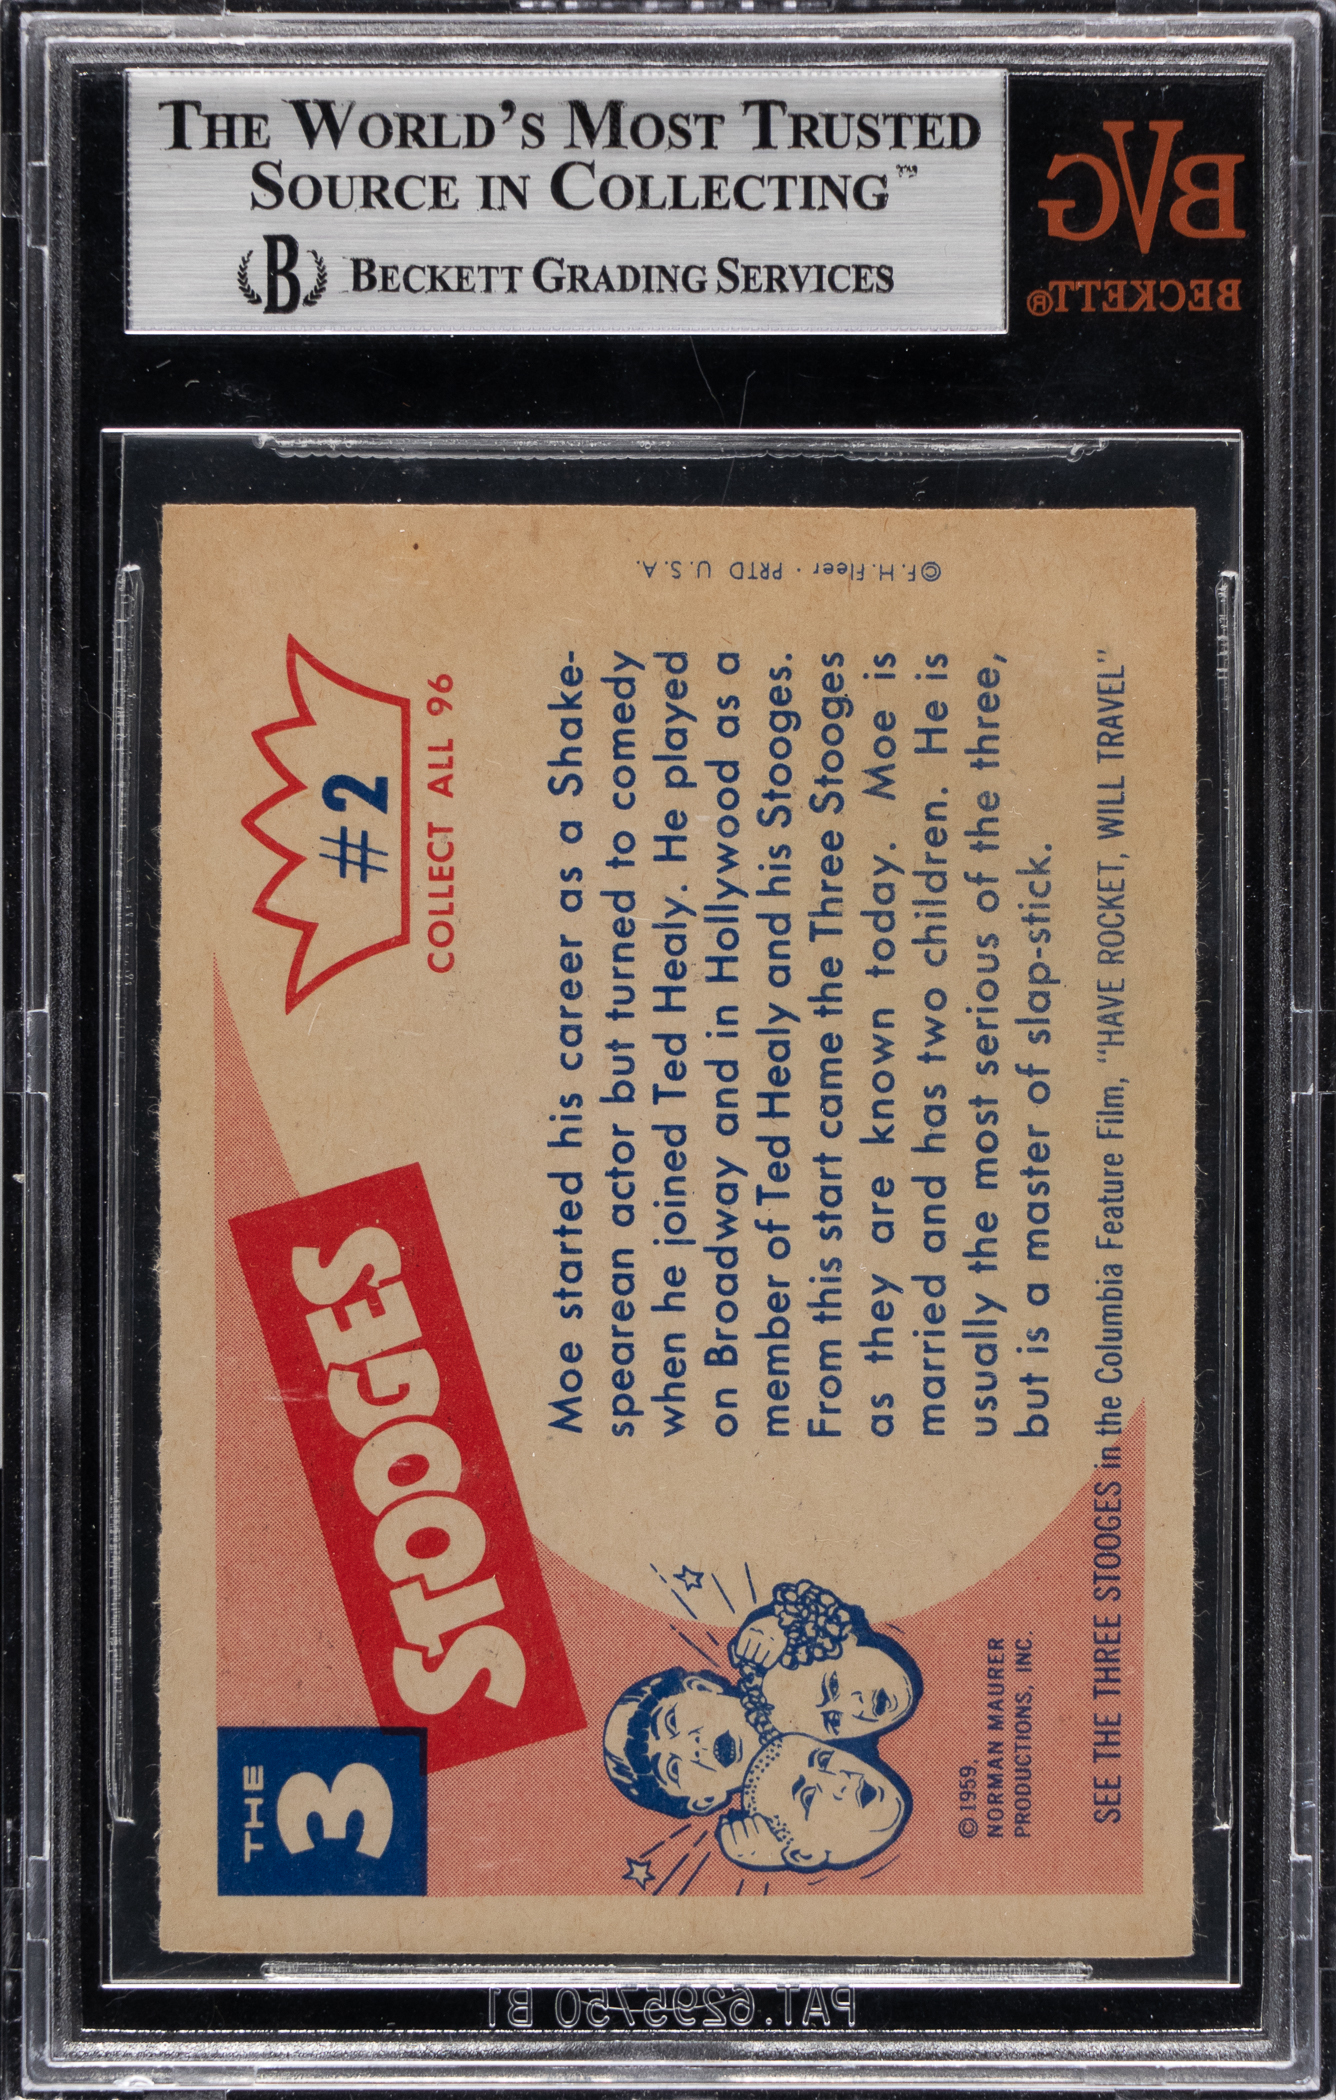 THE WORLD'S MOST TRUSTED
SOURCE IN COLLECTING™
B BECKETT GRADING SERVICES
BVG
BECKETT®
THE
3
STOOGES
#2
COLLECT ALL 96
Moe started his career as a Shake-
spearean actor but turned to comedy
when he joined Ted Healy. He played
on Broadway and in Hollywood as a
member of Ted Healy and his Stooges.
From this start came the Three Stooges
as they are known today. Moe is
married and has two children. He is
usually the most serious of the three,
but is a master of slap-stick.
©1959,
NORMAN MAURER
PRODUCTIONS, INC.
SEE THE THREE STOOGES in the Columbia Feature Film, "HAVE ROCKET, WILL TRAVEL"
©F.H.Fleer · PRTD U.S.A.
PAT.6295750 B1